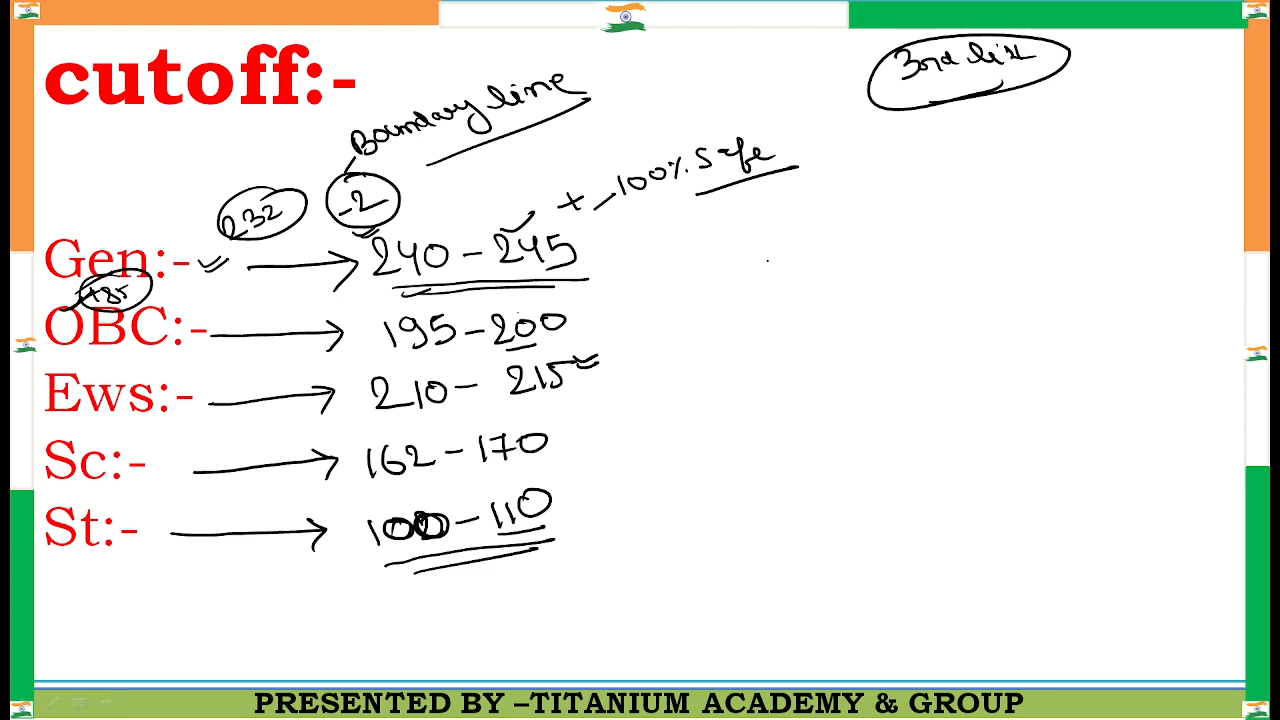 cutoff:-
3rd list
Boundary line
100% Safe
232
-2
+
Gen:- 240 - 245
185
OBC:- 195 - 200
Ews:- 210 - 215
Sc:- 162 - 170
St:- 100 - 110
PRESENTED BY –TITANIUM ACADEMY & GROUP